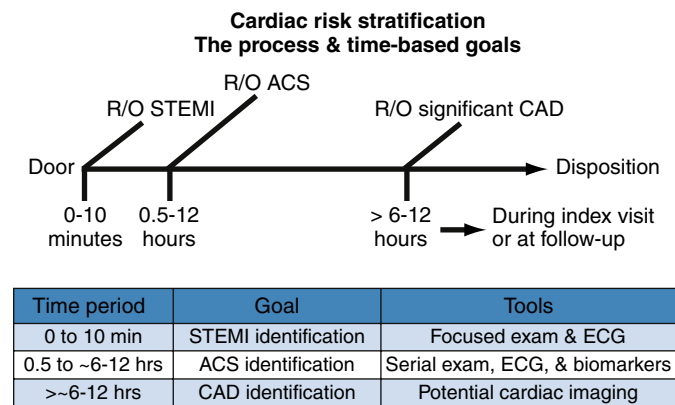 Cardiac risk stratification
The process & time-based goals
R/O STEMI
R/O ACS
R/O significant CAD
Door
Disposition
0-10
minutes
0.5-12
hours
> 6-12
hours
During index visit
or at follow-up
Time period Goal Tools
0 to 10 min STEMI identification Focused exam & ECG
0.5 to ~6-12 hrs ACS identification Serial exam, ECG, & biomarkers
>~6-12 hrs CAD identification Potential cardiac imaging